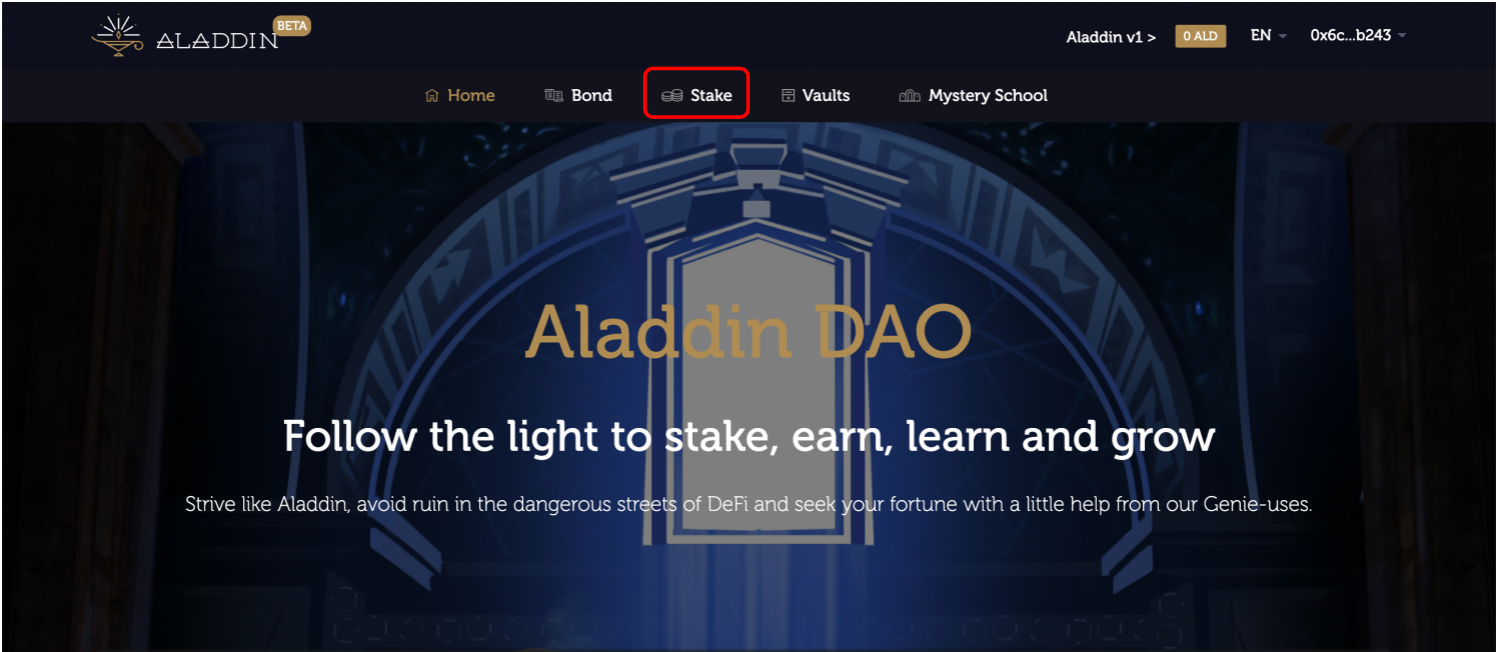 ALADDIN BETA
Aladdin v1 > 0 ALD EN 0x6c...b243
Home Bond Stake Vaults Mystery School
Aladdin DAO
Follow the light to stake, earn, learn and grow
Strive like Aladdin, avoid ruin in the dangerous streets of DeFi and seek your fortune with a little help from our Genie-uses.